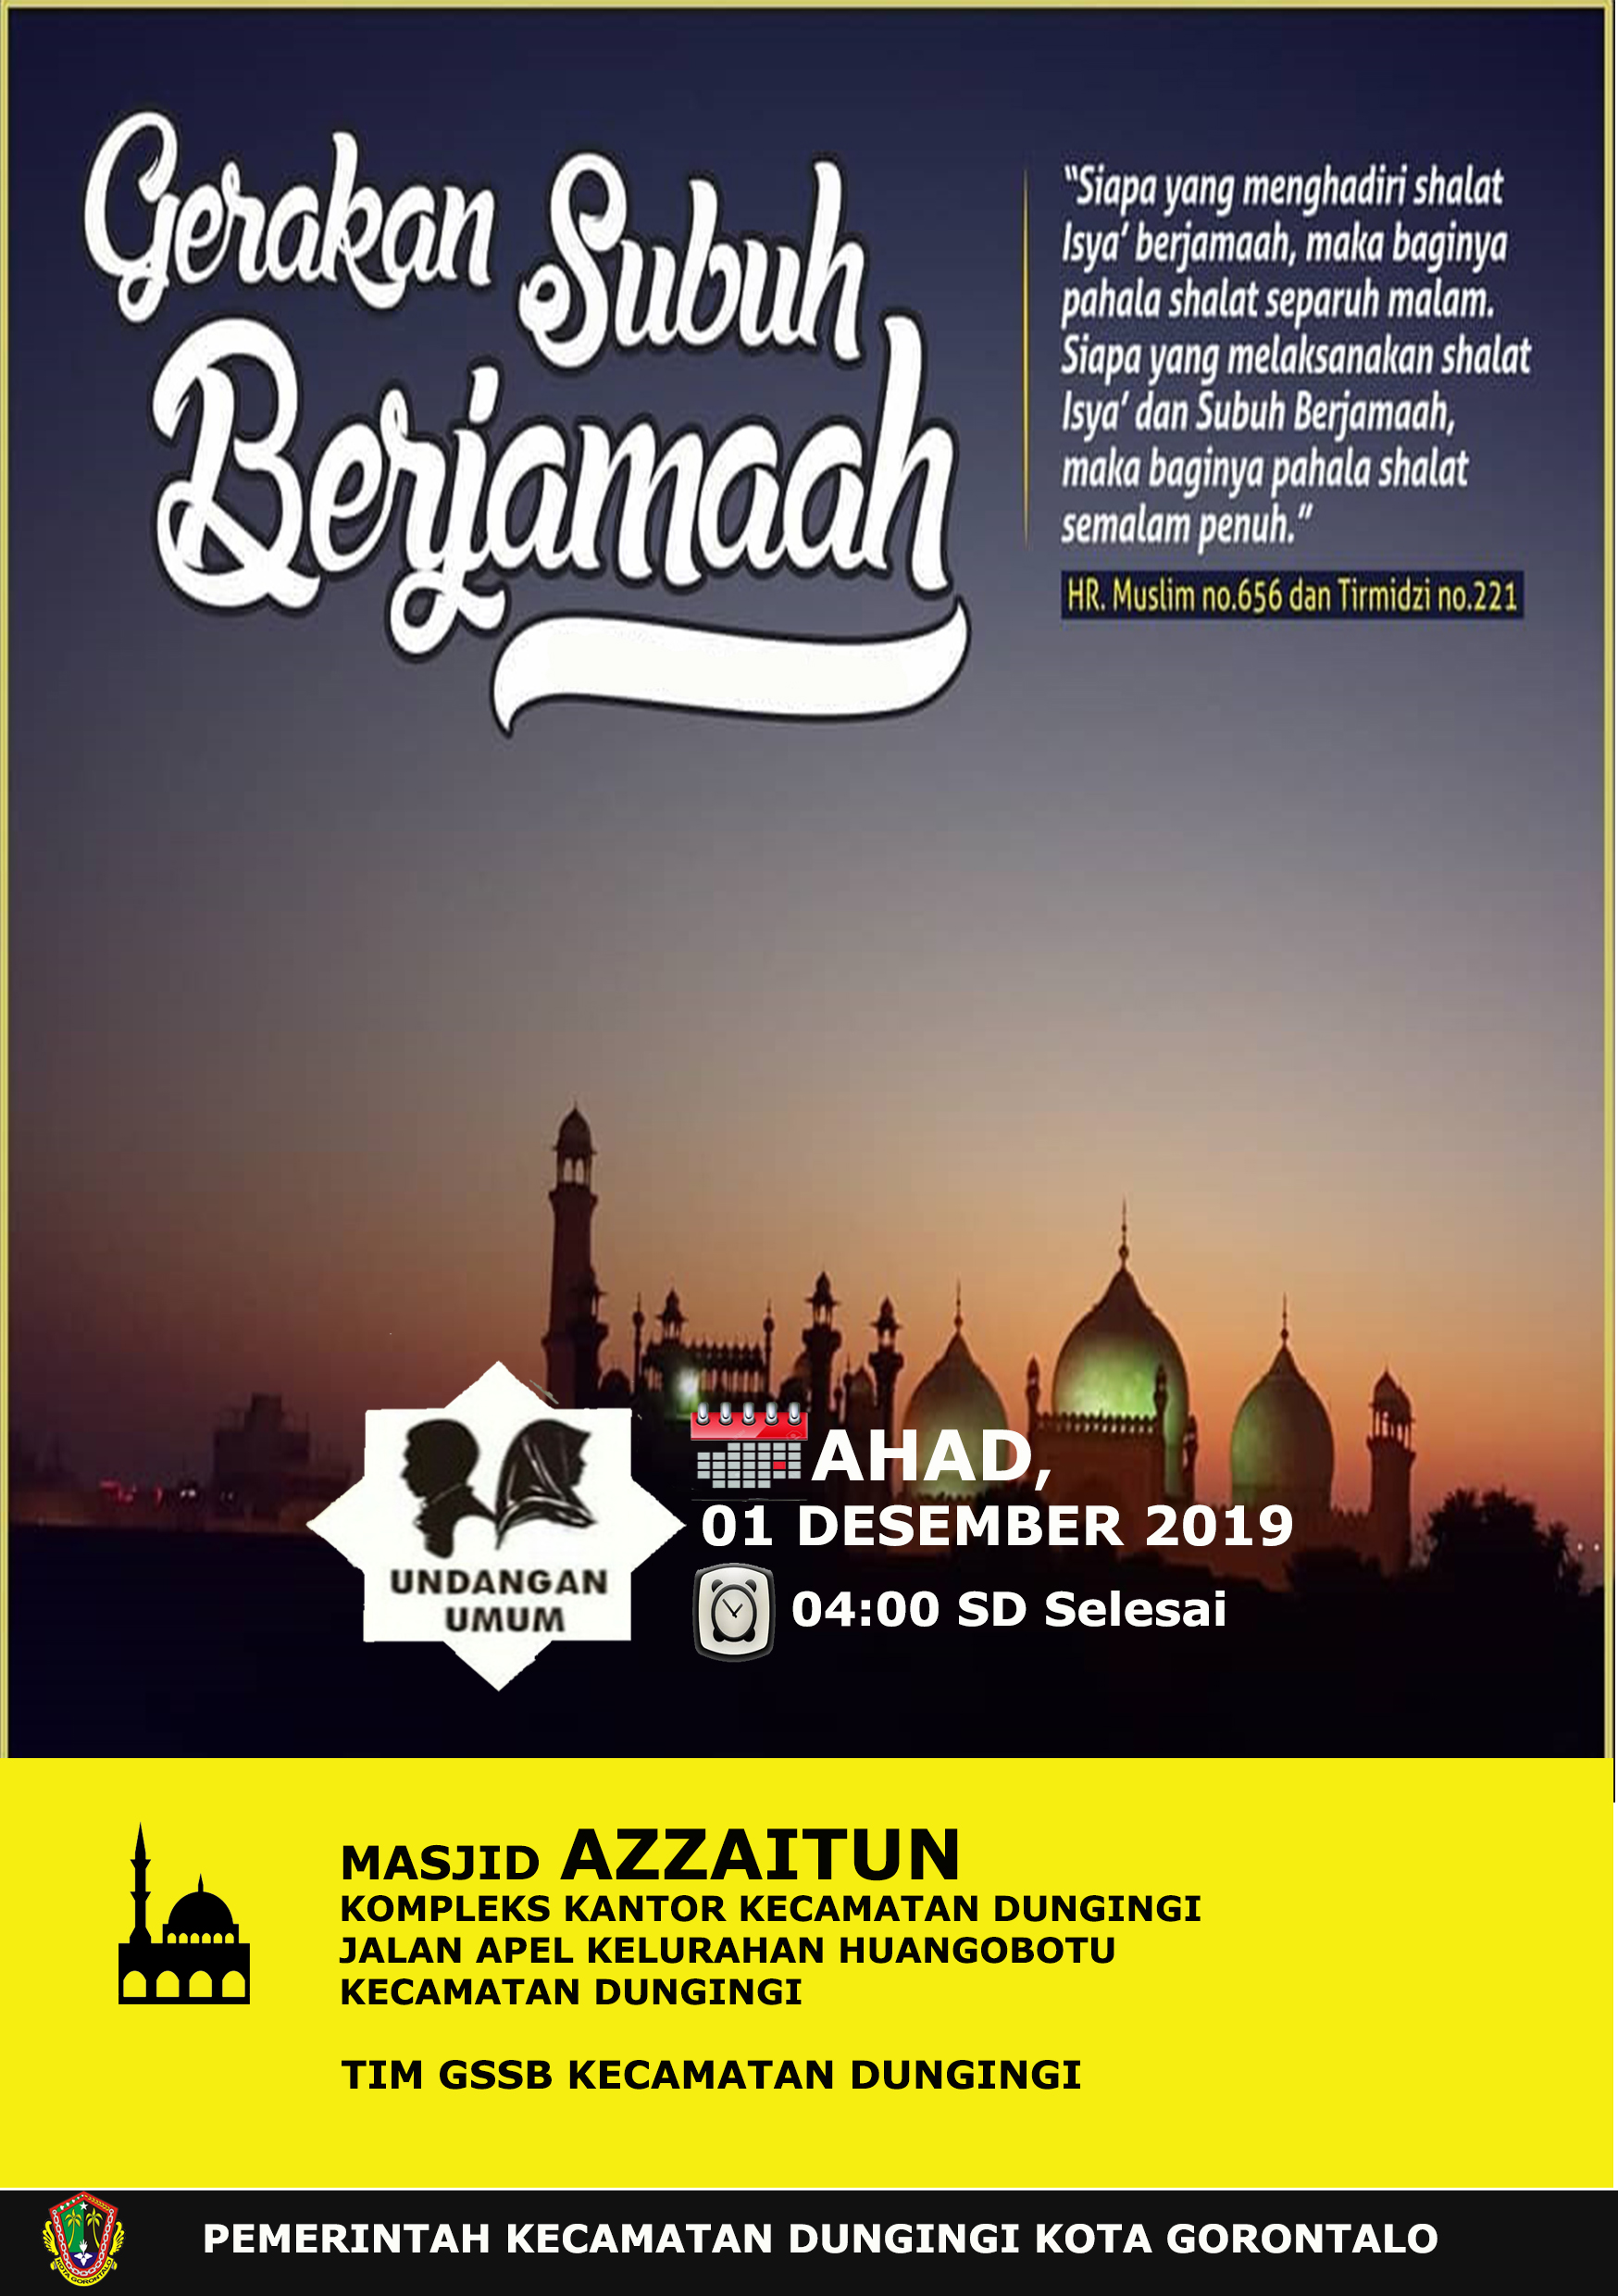 Gerakan Subuh
Berjamaah
“Siapa yang menghadiri shalat
Isya’ berjamaah, maka baginya
pahala shalat separuh malam.
Siapa yang melaksanakan shalat
Isya’ dan Subuh Berjamaah,
maka baginya pahala shalat
semalam penuh.”
HR. Muslim no.656 dan Tirmidzi no.221
UNDANGAN
UMUM
AHAD,
01 DESEMBER 2019
04:00 SD Selesai
MASJID AZZAITUN
KOMPLEKS KANTOR KECAMATAN DUNGINGI
JALAN APEL KELURAHAN HUANGOBOTU
KECAMATAN DUNGINGI
TIM GSSB KECAMATAN DUNGINGI
KOTA GORONTALO
PEMERINTAH KECAMATAN DUNGINGI KOTA GORONTALO